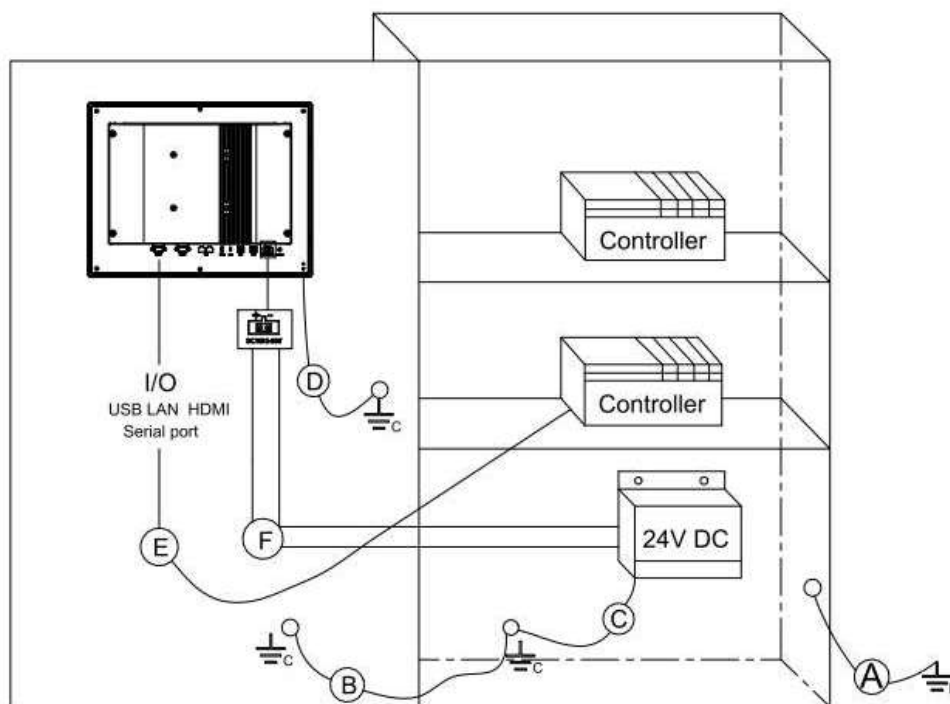 Controller
Controller
I/O
USB LAN HDMI
Serial port
D
C
E
F
24V DC
C
C
B
C
A